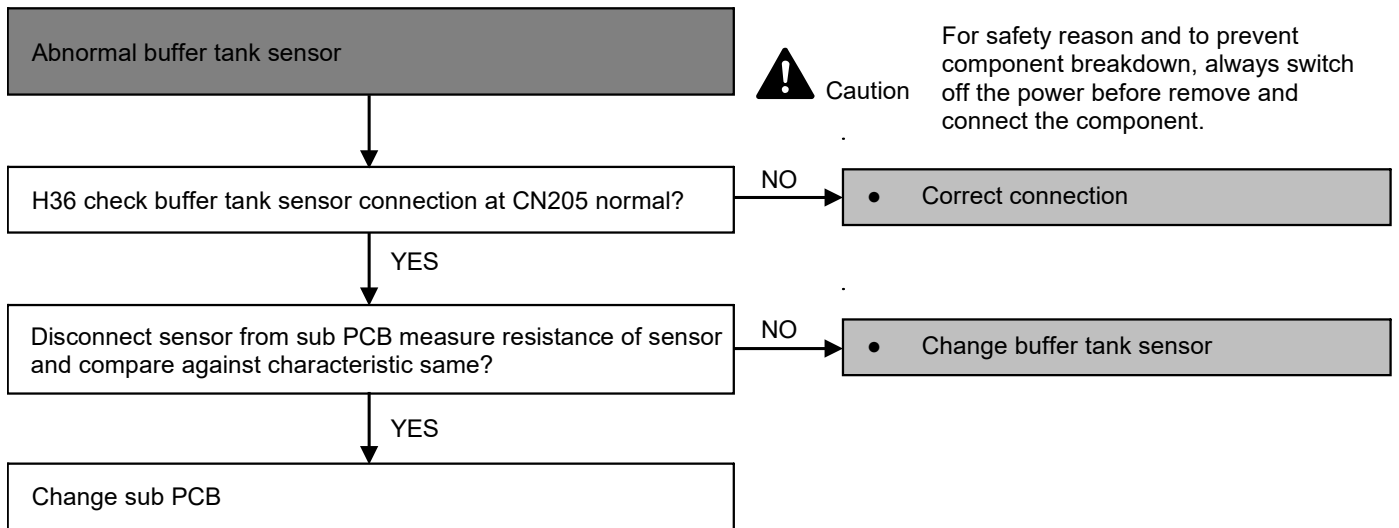 Abnormal buffer tank sensor
Caution
For safety reason and to prevent
component breakdown, always switch
off the power before remove and
connect the component.
.
H36 check buffer tank sensor connection at CN205 normal?
NO
● Correct connection
YES
.
Disconnect sensor from sub PCB measure resistance of sensor
and compare against characteristic same?
NO
● Change buffer tank sensor
YES
Change sub PCB